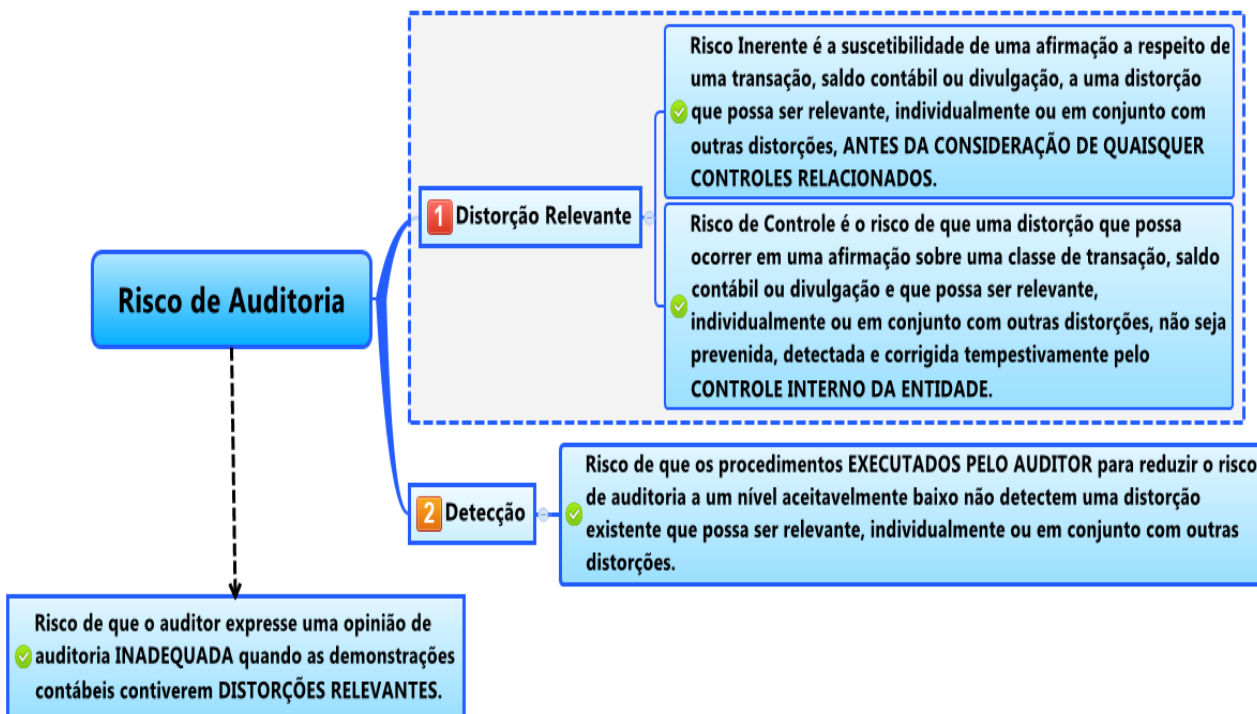 Risco de Auditoria
Risco de que o auditor expresse uma opinião de
auditoria INADEQUADA quando as demonstrações
contábeis contiverem DISTORÇÕES RELEVANTES.
1 Distorção Relevante
Risco Inerente é a suscetibilidade de uma afirmação a respeito de
uma transação, saldo contábil ou divulgação, a uma distorção
que possa ser relevante, individualmente ou em conjunto com
outras distorções, ANTES DA CONSIDERAÇÃO DE QUAISQUER
CONTROLES RELACIONADOS.
Risco de Controle é o risco de que uma distorção que possa
ocorrer em uma afirmação sobre uma classe de transação, saldo
contábil ou divulgação e que possa ser relevante,
individualmente ou em conjunto com outras distorções, não seja
prevenida, detectada e corrigida tempestivamente pelo
CONTROLE INTERNO DA ENTIDADE.
2 Detecção
Risco de que os procedimentos EXECUTADOS PELO AUDITOR para reduzir o risco
de auditoria a um nível aceitavelmente baixo não detectem uma distorção
existente que possa ser relevante, individualmente ou em conjunto com outras
distorções.